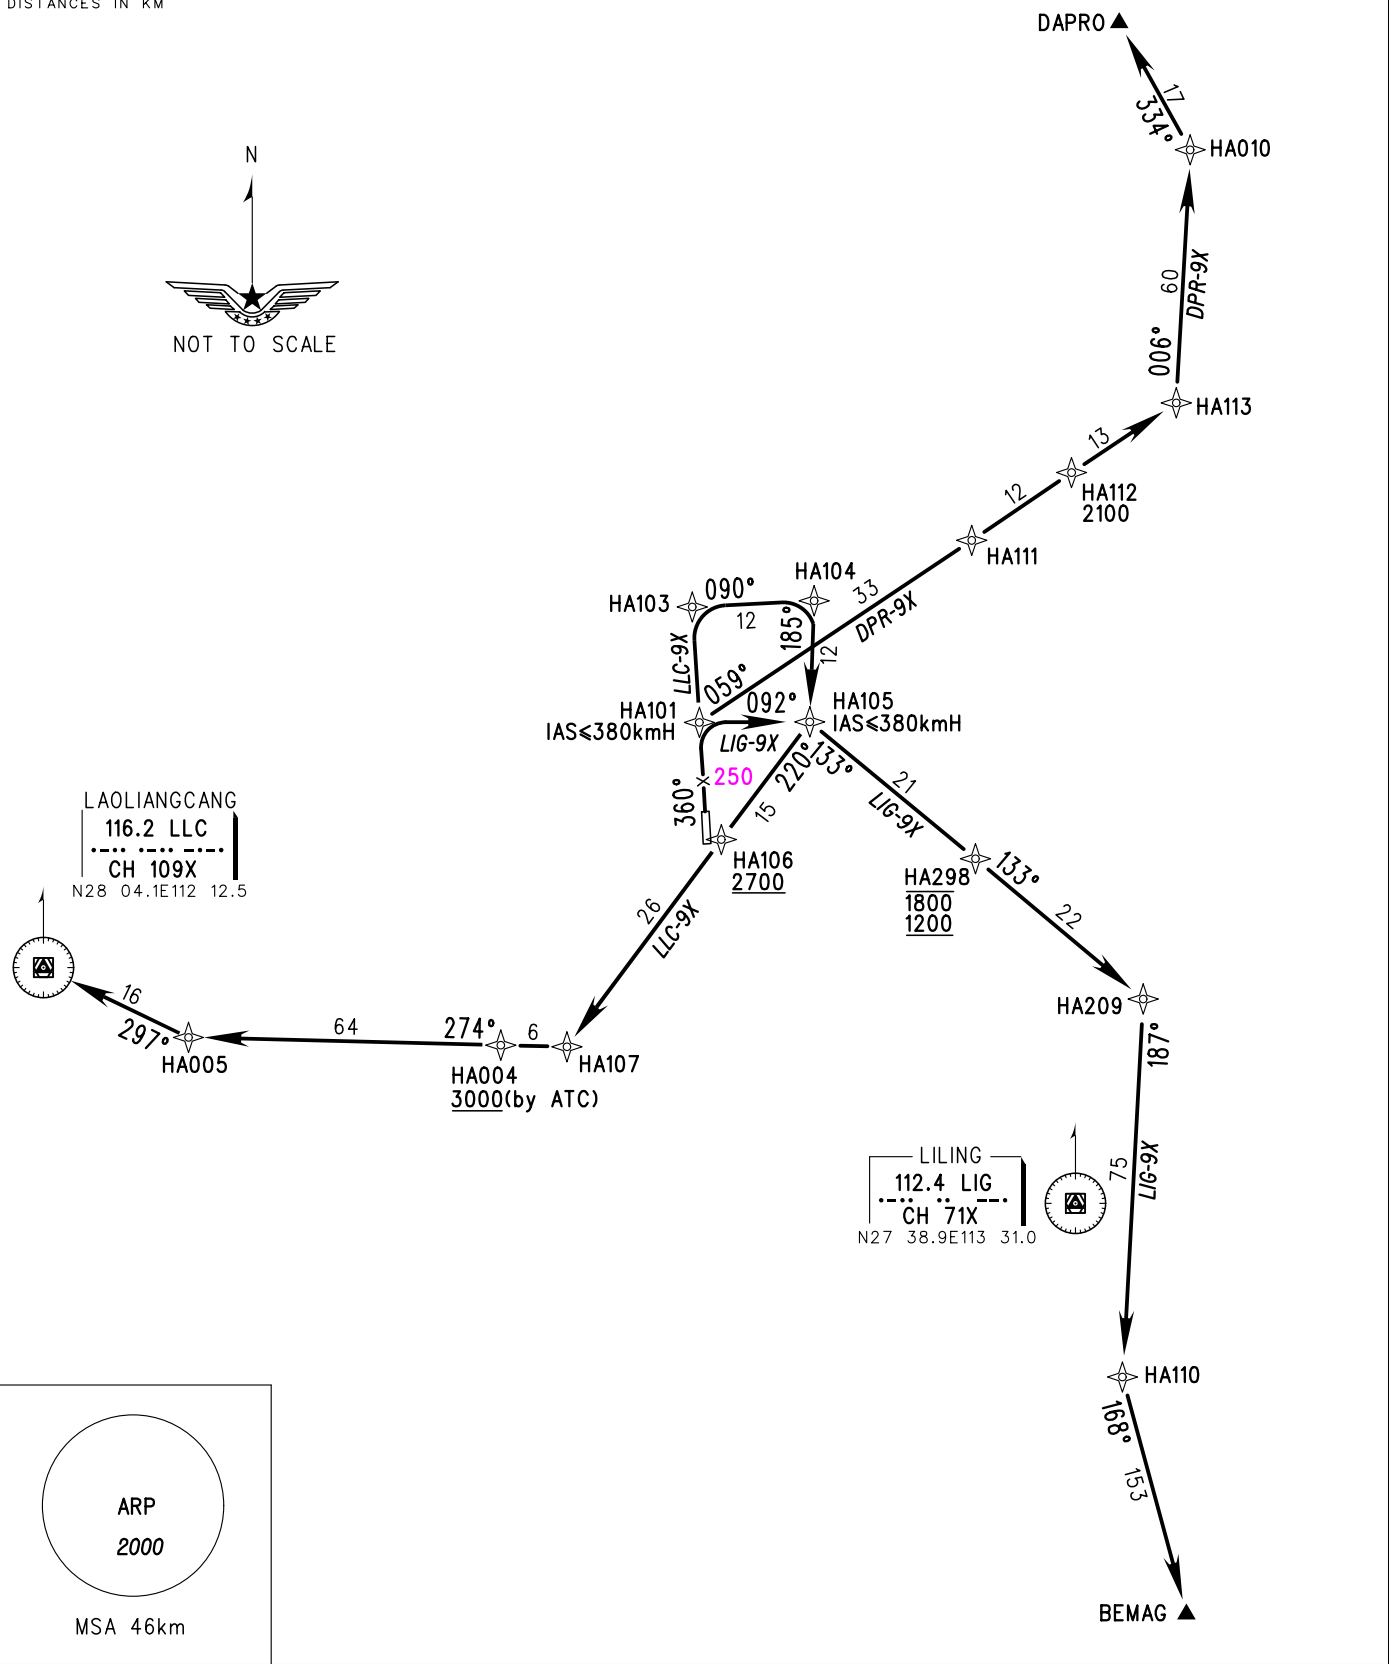 DISTANCES IN KM
DAPRO
17
334°
HA010
N
NOT TO SCALE
60
DPR-9X
006°
HA113
13
HA112
2100
12
HA111
33
DPR-9X
HA103
090°
12
HA104
185°
12
LLC-9X
059°
092°
HA101
IAS≤380kmH
HA105
IAS≤380kmH
LIG-9X
250
360°
220°
133°
15
21
LIG-9X
HA106
2700
HA298
1800
1200
133°
22
LAOLIANGCANG
116.2 LLC
CH 109X
N28 04.1E112 12.5
26
LLC-9X
16
297°
HA005
64
274°
6
HA004
3000(by ATC)
HA107
HA209
187°
75
LIG-9X
LILING
112.4 LIG
CH 71X
N27 38.9E113 31.0
HA110
168°
153
BEMAG
ARP
2000
MSA 46km